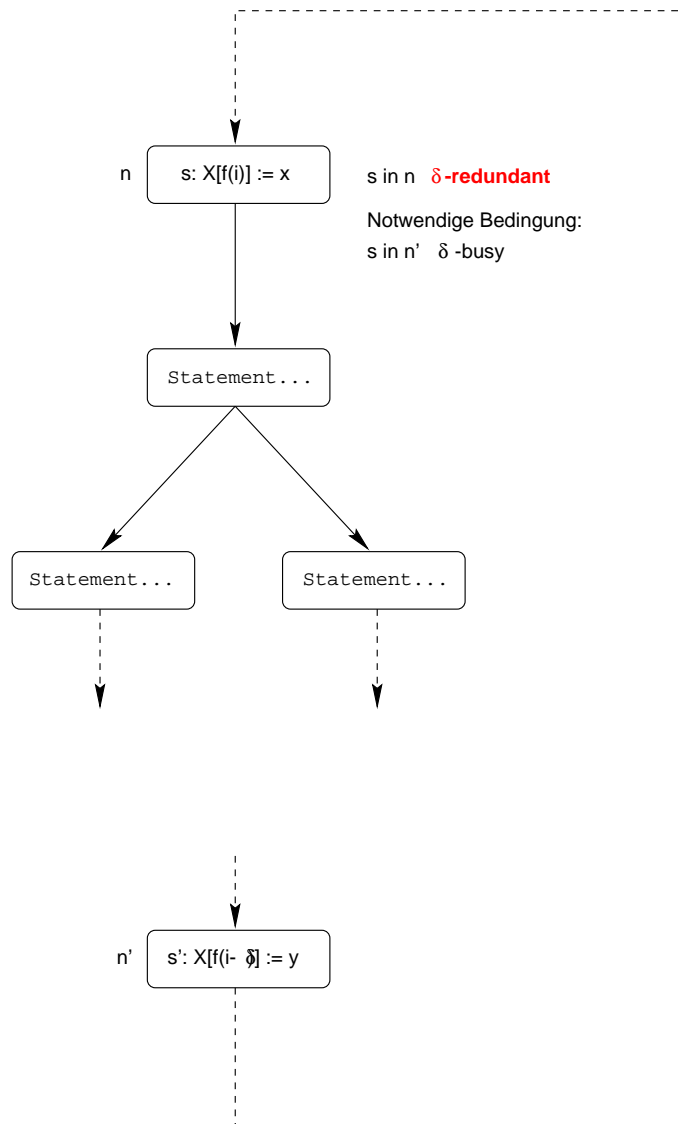 n
s: X[f(i)] := x
s in n δ-redundant
Notwendige Bedingung:
s in n' δ -busy
Statement...
Statement...
Statement...
n'
s': X[f(i- δ)] := y